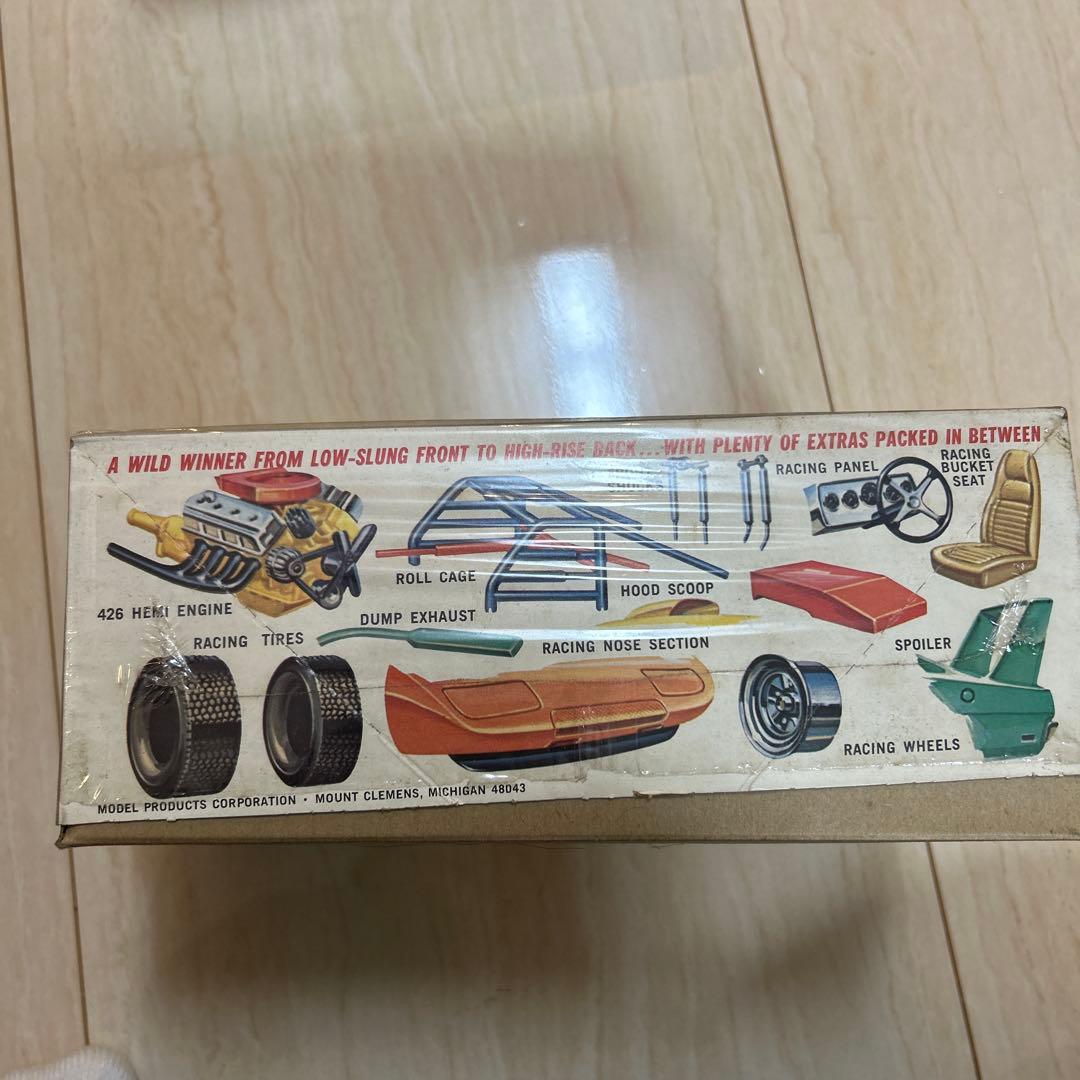 A WILD WINNER FROM LOW-SLUNG FRONT TO HIGH-RISE BACK...WITH PLENTY OF EXTRAS PACKED IN BETWEEN
RACING PANEL
RACING
BUCKET
SEAT
426 HEMI ENGINE
ROLL CAGE
HOOD SCOOP
RACING TIRES
DUMP EXHAUST
RACING NOSE SECTION
SPOILER
RACING WHEELS
MODEL PRODUCTS CORPORATION • MOUNT CLEMENS, MICHIGAN 48043